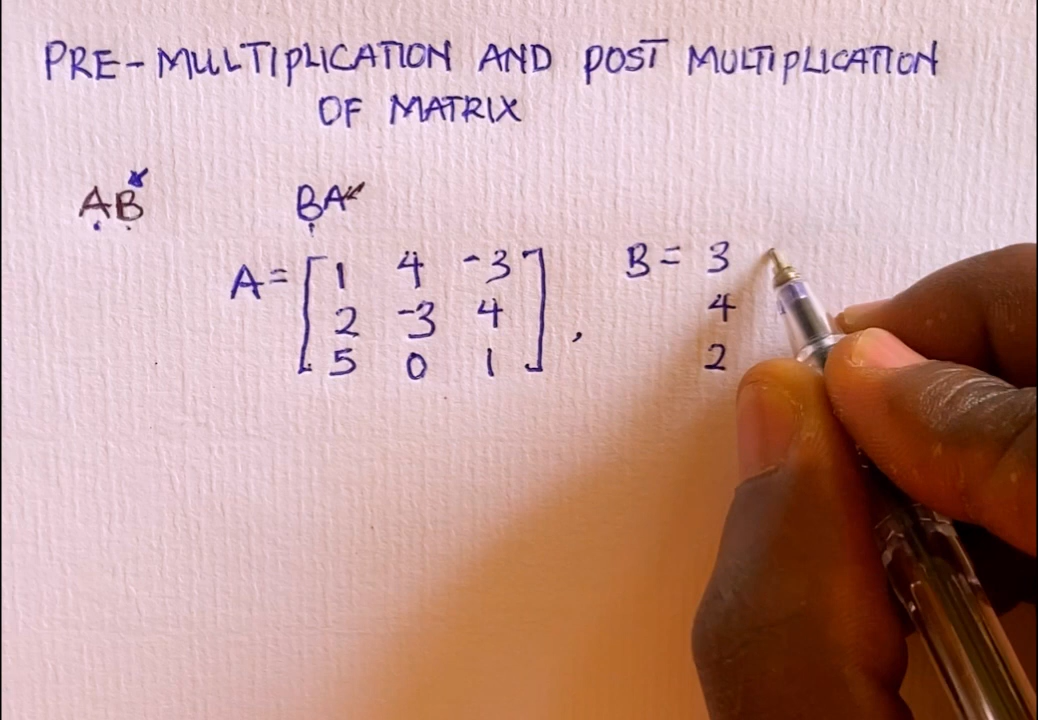 PRE-MULTIPLICATION AND POST MULTIPLICATION
OF MATRIX
AB BA
A = [1 4 -3 B = 3
2 -3 4 4
5 0 1] , 2